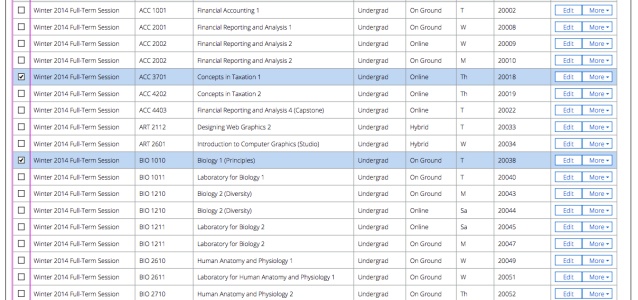 Winter 2014 Full-Term Session ACC 1001 Financial Accounting 1 Undergrad On Ground T 20002 Edit More
Winter 2014 Full-Term Session ACC 2001 Financial Reporting and Analysis 1 Undergrad On Ground W 20008 Edit More
Winter 2014 Full-Term Session ACC 2002 Financial Reporting and Analysis 2 Undergrad Online W 20009 Edit More
Winter 2014 Full-Term Session ACC 2002 Financial Reporting and Analysis 2 Undergrad On Ground M 20010 Edit More
Winter 2014 Full-Term Session ACC 3701 Concepts in Taxation 1 Undergrad Online Th 20018 Edit More
Winter 2014 Full-Term Session ACC 4202 Concepts in Taxation 2 Undergrad Online Th 20019 Edit More
Winter 2014 Full-Term Session ACC 4403 Financial Reporting and Analysis 4 (Capstone) Undergrad Online T 20022 Edit More
Winter 2014 Full-Term Session ART 2112 Designing Web Graphics 2 Undergrad Hybrid T 20033 Edit More
Winter 2014 Full-Term Session ART 2601 Introduction to Computer Graphics (Studio) Undergrad Hybrid W 20034 Edit More
Winter 2014 Full-Term Session BIO 1010 Biology 1 (Principles) Undergrad On Ground T 20038 Edit More
Winter 2014 Full-Term Session BIO 1011 Laboratory for Biology 1 Undergrad On Ground T 20040 Edit More
Winter 2014 Full-Term Session BIO 1210 Biology 2 (Diversity) Undergrad On Ground M 20043 Edit More
Winter 2014 Full-Term Session BIO 1210 Biology 2 (Diversity) Undergrad Online Sa 20044 Edit More
Winter 2014 Full-Term Session BIO 1211 Laboratory for Biology 2 Undergrad Online Sa 20045 Edit More
Winter 2014 Full-Term Session BIO 1211 Laboratory for Biology 2 Undergrad On Ground M 20047 Edit More
Winter 2014 Full-Term Session BIO 2610 Human Anatomy and Physiology 1 Undergrad On Ground W 20049 Edit More
Winter 2014 Full-Term Session BIO 2611 Laboratory for Human Anatomy and Physiology 1 Undergrad On Ground W 20051 Edit More
Winter 2014 Full-Term Session BIO 2710 Human Anatomy and Physiology 2 Undergrad On Ground Th 20052 Edit More